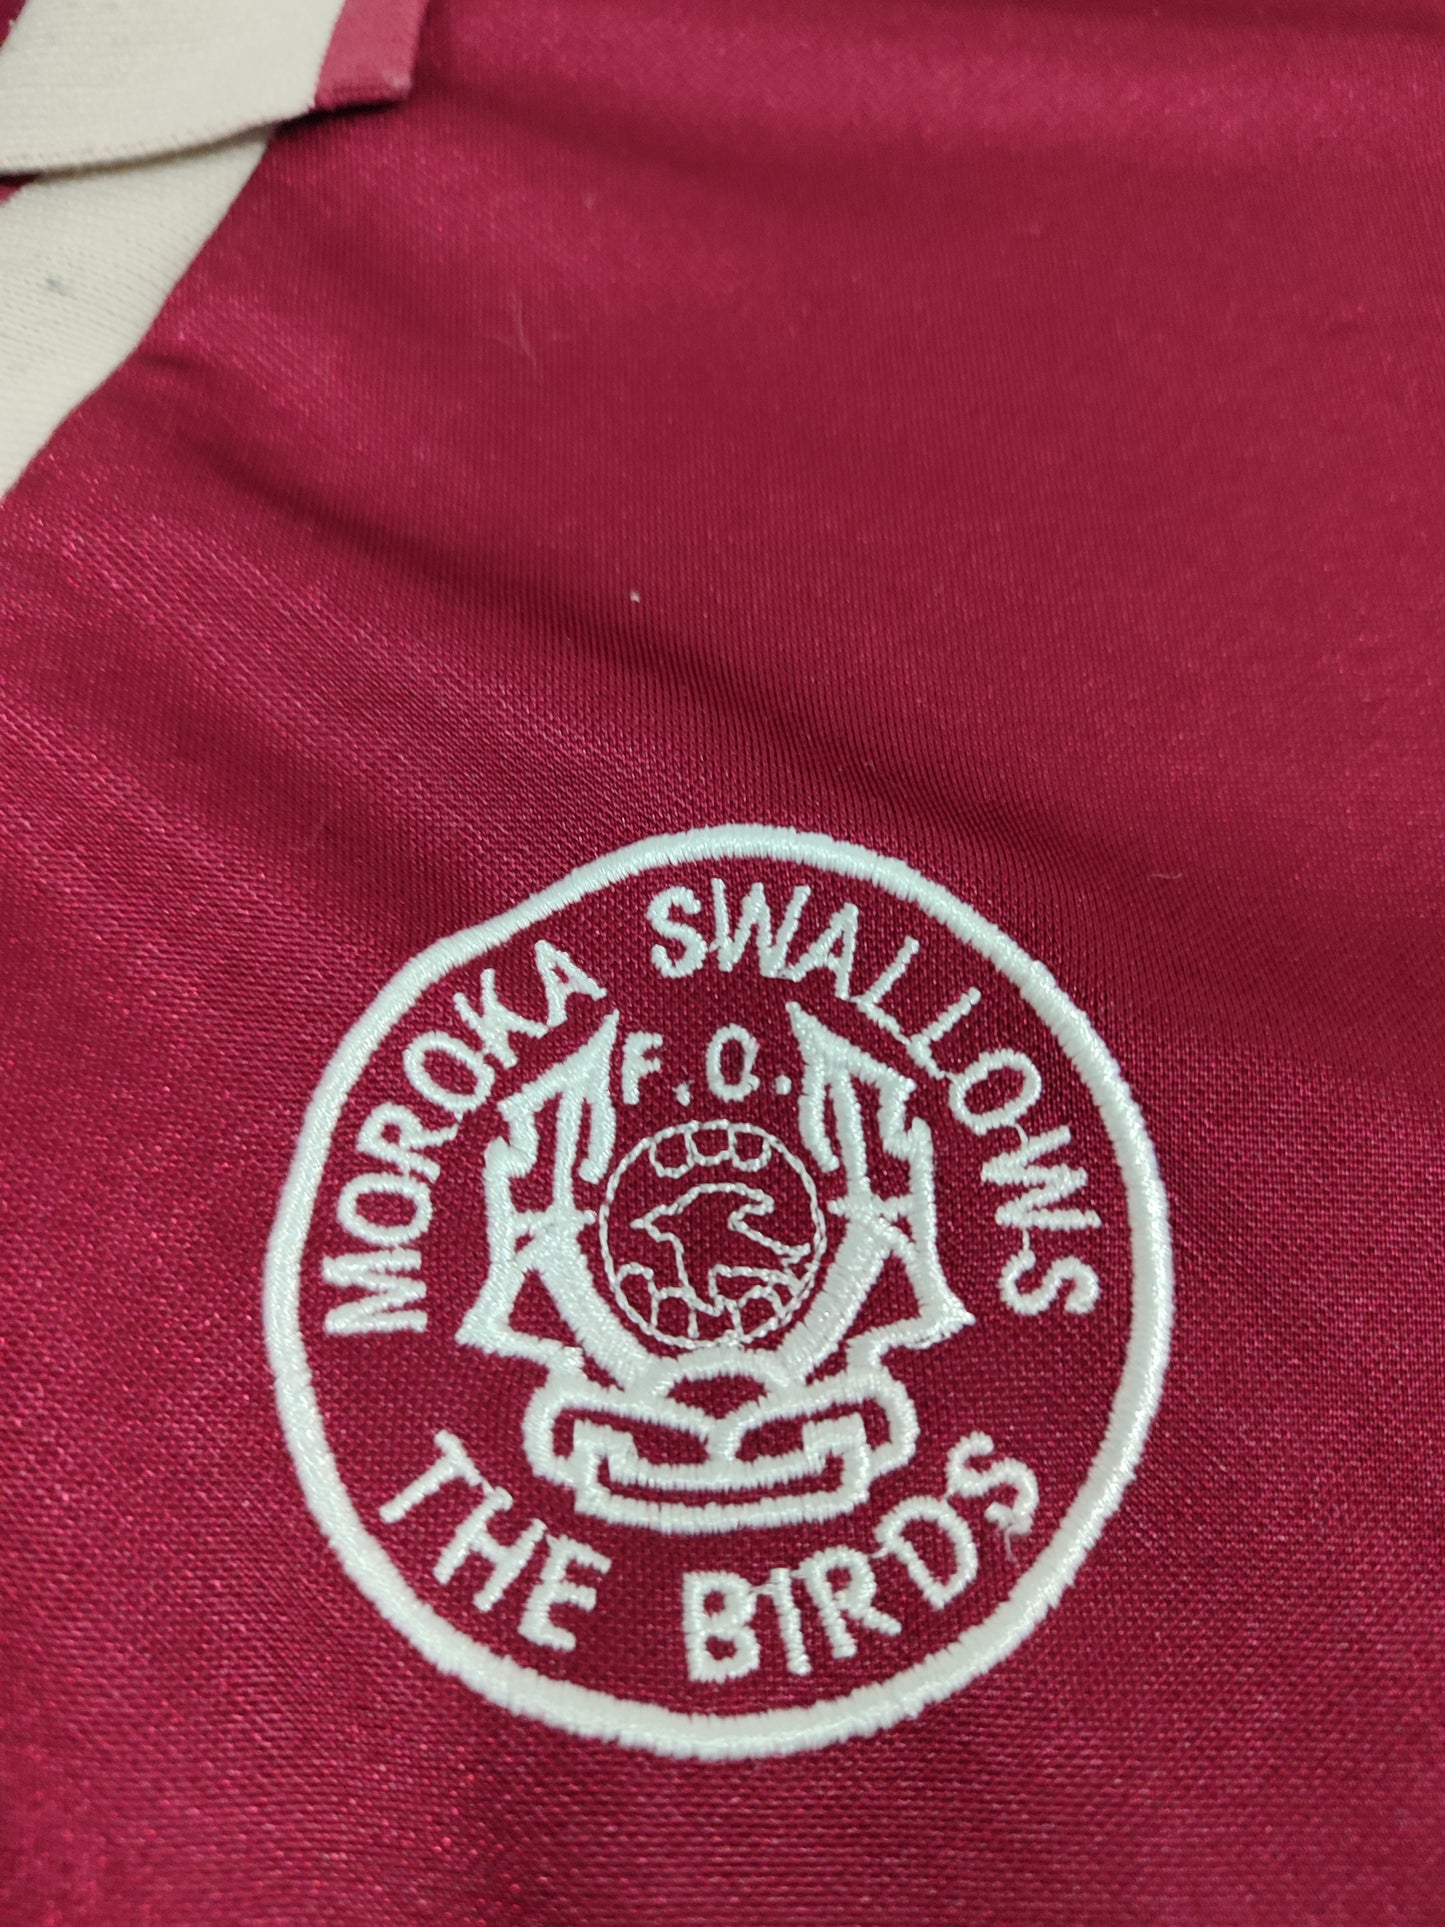 MOROKA SWALLOWS
F.C.
THE BIRDS